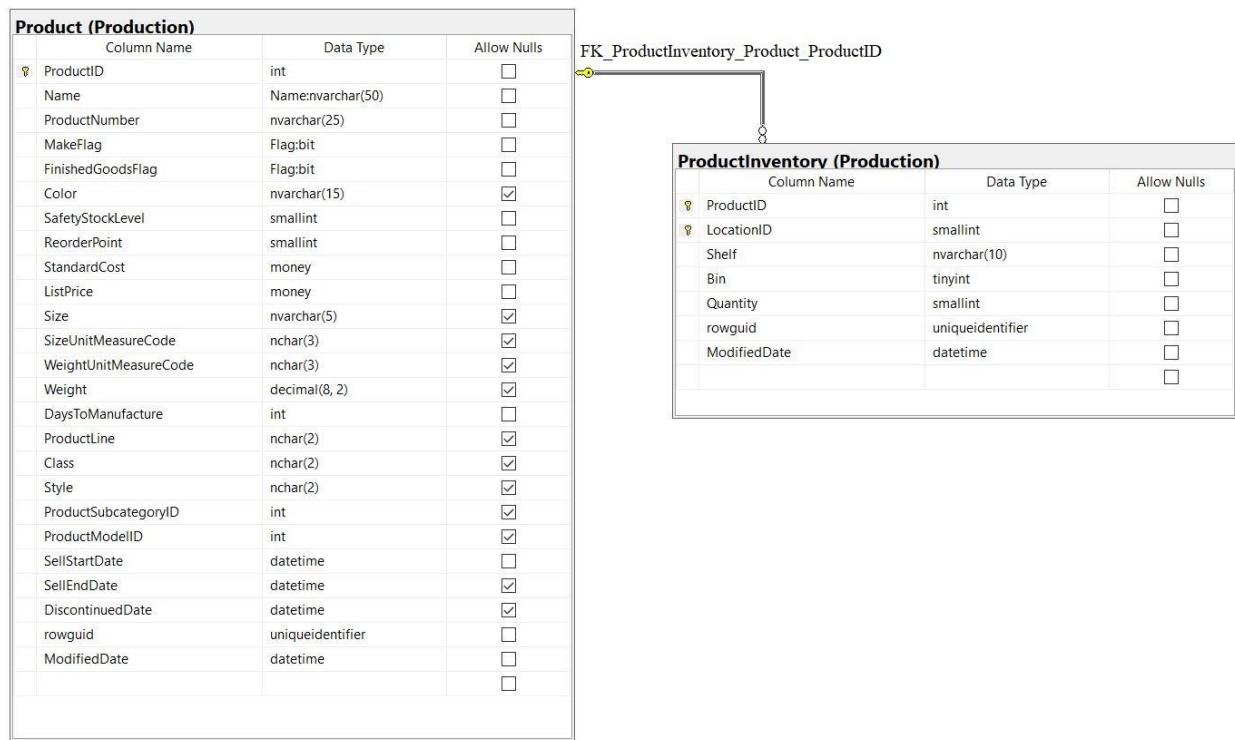 Product (Production)
Column Name Data Type Allow Nulls
ProductID int
Name Name:nvarchar(50)
ProductNumber nvarchar(25)
MakeFlag Flag:bit
FinishedGoodsFlag Flag:bit
Color nvarchar(15)
SafetyStockLevel smallint
ReorderPoint smallint
StandardCost money
ListPrice money
Size nvarchar(5)
SizeUnitMeasureCode nchar(3)
WeightUnitMeasureCode nchar(3)
Weight decimal(8, 2)
DaysToManufacture int
ProductLine nchar(2)
Class nchar(2)
Style nchar(2)
ProductSubcategoryID int
ProductModelID int
SellStartDate datetime
SellEndDate datetime
DiscontinuedDate datetime
rowguid uniqueidentifier
ModifiedDate datetime
FK_ProductInventory_Product_ProductID
ProductInventory (Production)
Column Name Data Type Allow Nulls
ProductID int
LocationID smallint
Shelf nvarchar(10)
Bin tinyint
Quantity smallint
rowguid uniqueidentifier
ModifiedDate datetime